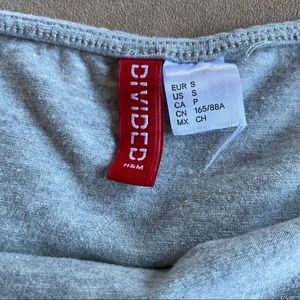 DIVIDED
H&M
EUR S
US S
CA P
CN 165/88A
MX CH